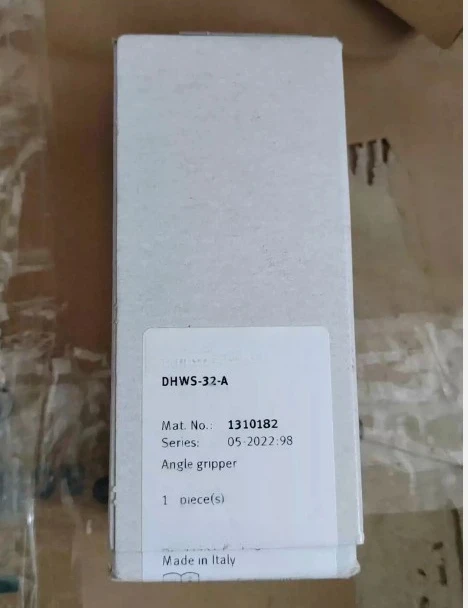 DHWS-32-A
Mat. No.: 1310182
Series: 05-2022:98
Angle gripper
1 piece(s)
Made in Italy